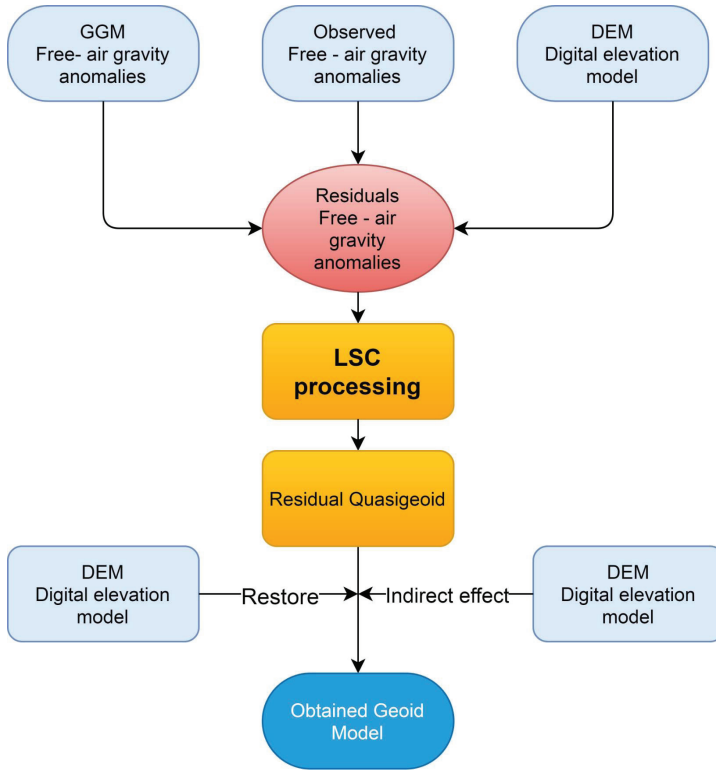 GGM
Free- air gravity
anomalies
Observed
Free - air gravity
anomalies
DEM
Digital elevation
model
Residuals
Free - air
gravity
anomalies
LSC
processing
Residual Quasigeoid
DEM
Digital elevation
model
Restore
Indirect effect
DEM
Digital elevation
model
Obtained Geoid
Model